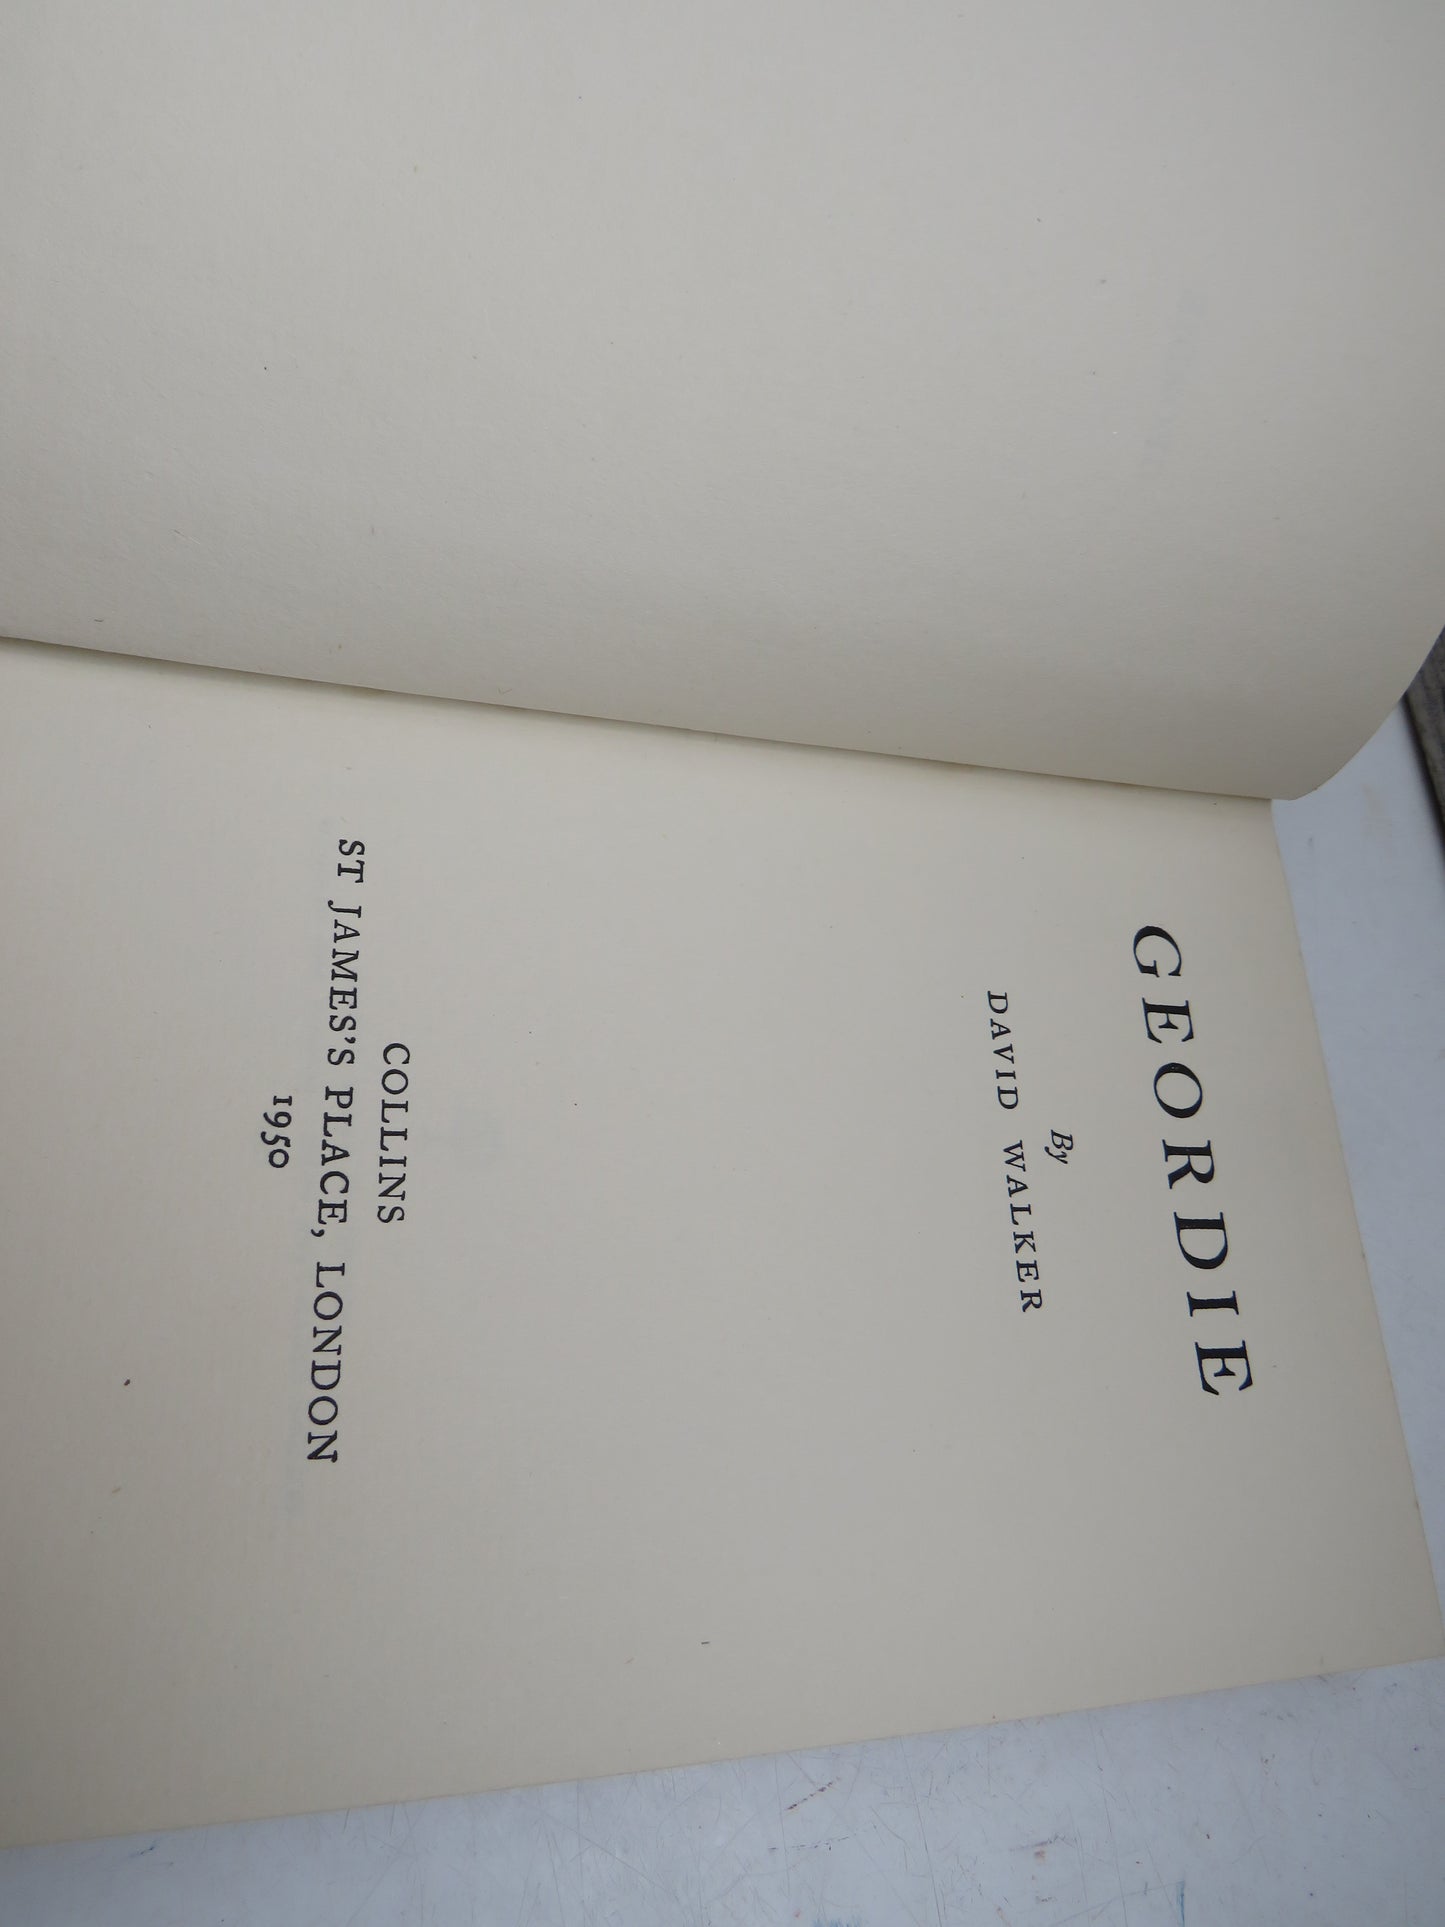 GEORDIE
By
DAVID WALKER
COLLINS
ST JAMES'S PLACE, LONDON
1950